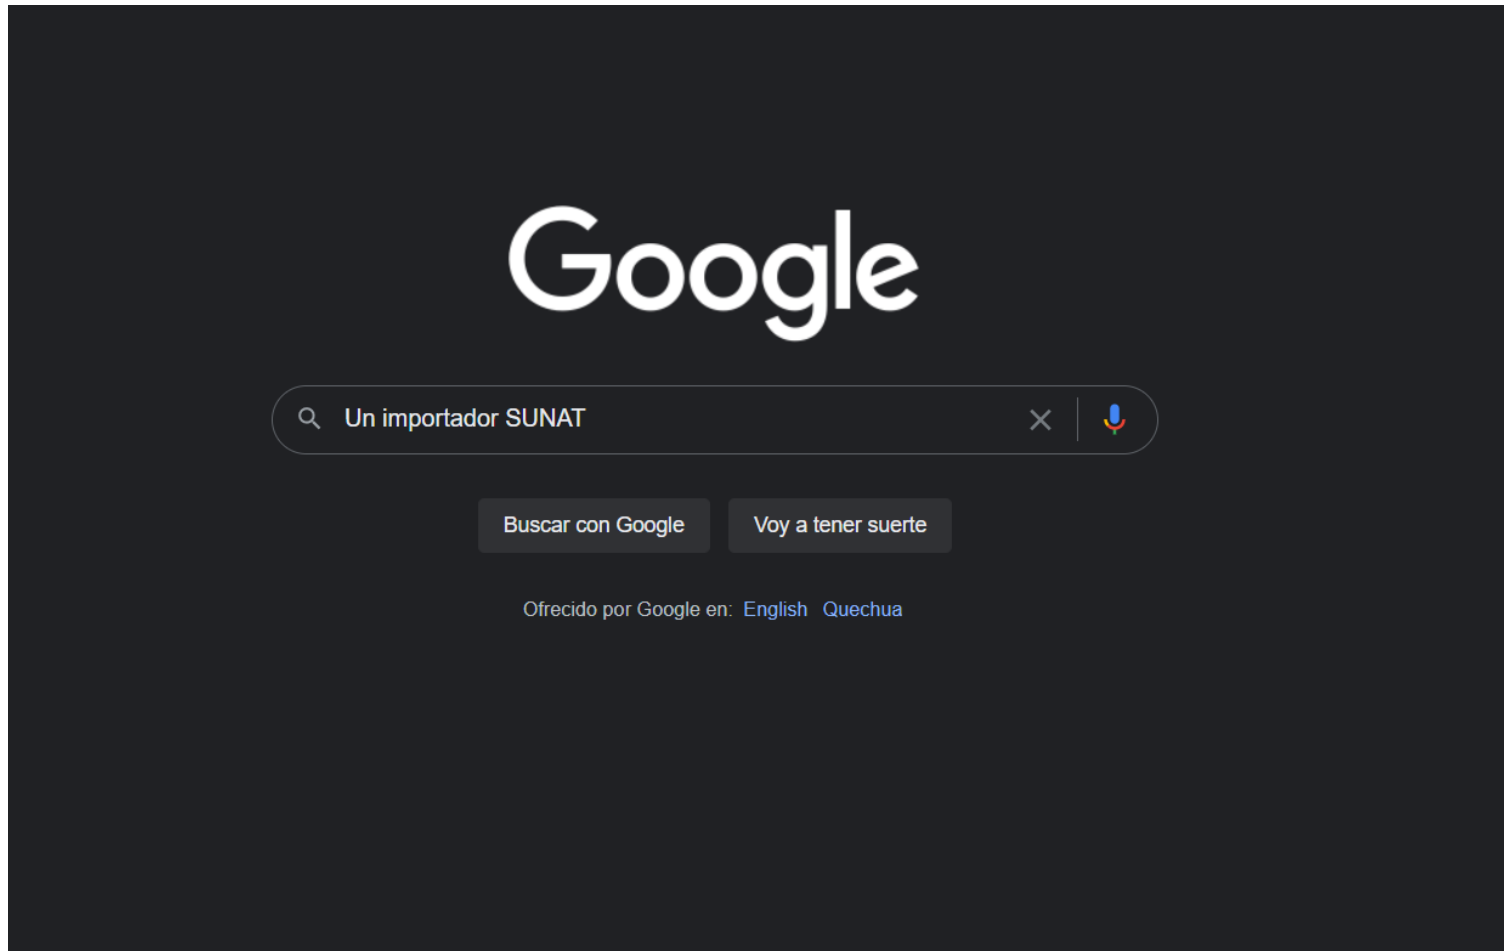 Google
Un importador SUNAT
Buscar con Google Voy a tener suerte
Ofrecido por Google en: English Quechua